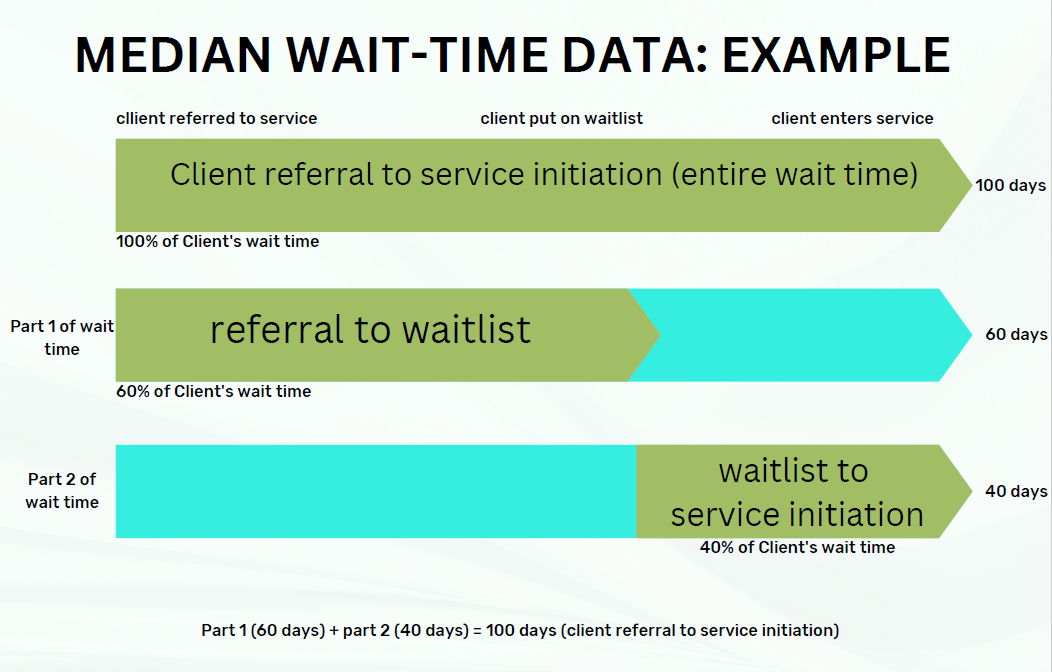 MEDIAN WAIT-TIME DATA: EXAMPLE
cllient referred to service
client put on waitlist
client enters service
Client referral to service initiation (entire wait time)
100 days
100% of Client's wait time
Part 1 of wait
time
referral to waitlist
60 days
60% of Client's wait time
Part 2 of
wait time
waitlist to
service initiation
40 days
40% of Client's wait time
Part 1 (60 days) + part 2 (40 days) = 100 days (client referral to service initiation)